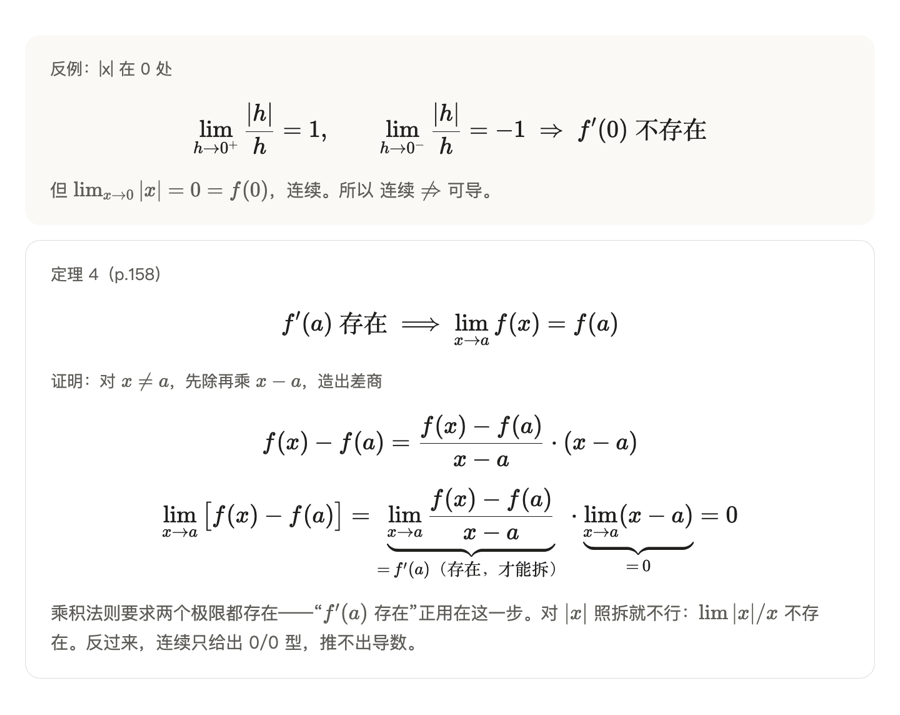 反例：|x| 在 0 处
lim_{h→0⁺} |h|/h = 1, lim_{h→0⁻} |h|/h = −1 ⇒ f′(0) 不存在
但 lim_{x→0} |x| = 0 = f(0)，连续。所以 连续 ⇏ 可导。
定理 4（p.158）
f′(a) 存在 ⟹ lim_{x→a} f(x) = f(a)
证明：对 x ≠ a，先除再乘 x − a，造出差商
f(x) − f(a) = (f(x) − f(a))/(x − a) · (x − a)
lim_{x→a} [f(x) − f(a)] = lim_{x→a} (f(x) − f(a))/(x − a) · lim_{x→a} (x − a) = 0
= f′(a)（存在，才能拆） = 0
乘积法则要求两个极限都存在——“f′(a) 存在”正用在这一步。对 |x| 照拆就不行：lim |x|/x 不存
在。反过来，连续只给出 0/0 型，推不出导数。